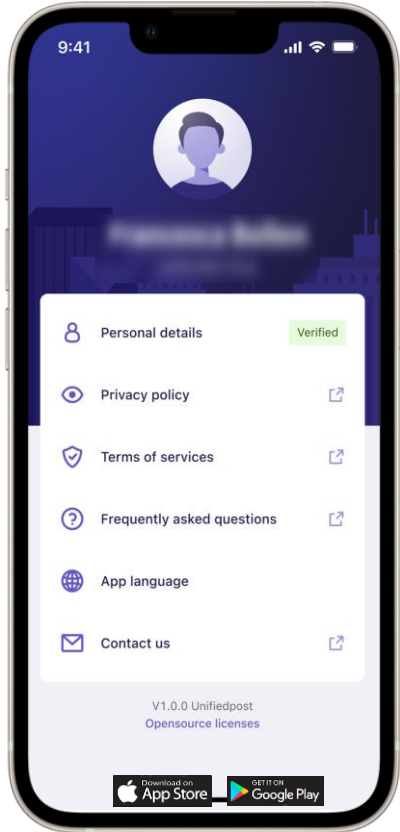 9:41
Personal details Verified
Privacy policy
Terms of services
Frequently asked questions
App language
Contact us
V1.0.0 Unifiedpost
Opensource licenses
Download on GET IT ON
App Store Google Play